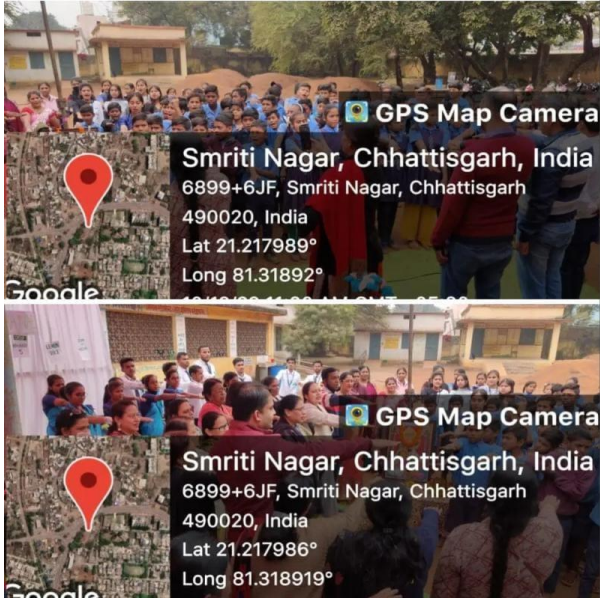 GPS Map Camera
Smriti Nagar, Chhattisgarh, India
6899+6JF, Smriti Nagar, Chhattisgarh
490020, India
Lat 21.217989°
Long 81.31892°
Google
GPS Map Camera
Smriti Nagar, Chhattisgarh, India
6899+6JF, Smriti Nagar, Chhattisgarh
490020, India
Lat 21.217986°
Long 81.318919°
Google